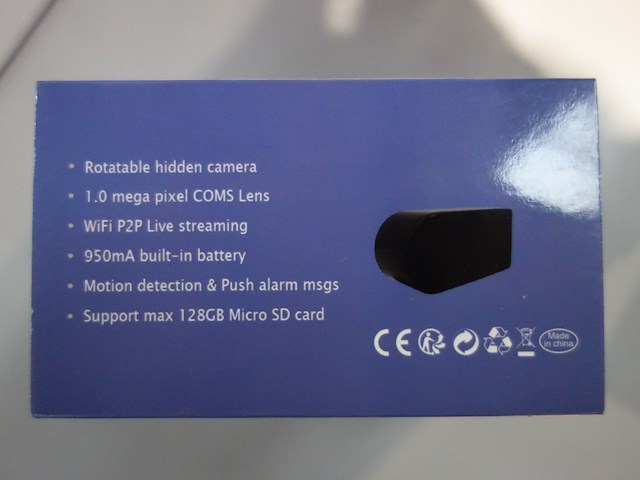 Rotatable hidden camera
1.0 mega pixel COMS Lens
WiFi P2P Live streaming
950mA built-in battery
Motion detection & Push alarm msgs
Support max 128GB Micro SD card
CE
Made
in china